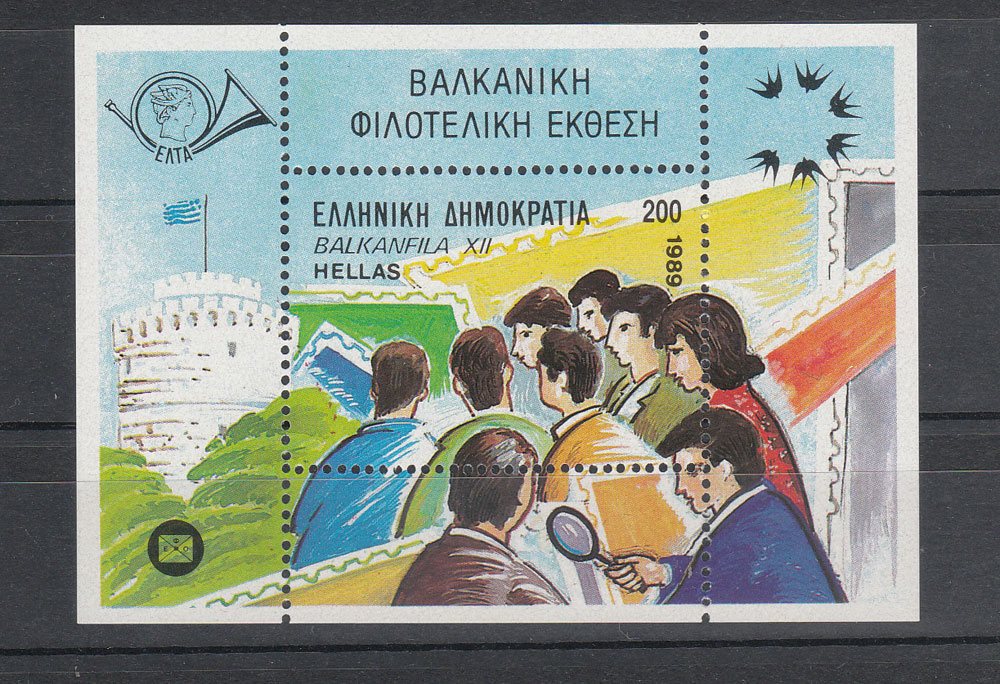 ΒΑΛΚΑΝΙΚΗ
ΦΙΛΟΤΕΛΙΚΗ ΕΚΘΕΣΗ
ΕΛΤΑ
ΕΛΛΗΝΙΚΗ ΔΗΜΟΚΡΑΤΙΑ 200
BALKANFILA XII
HELLAS
1989